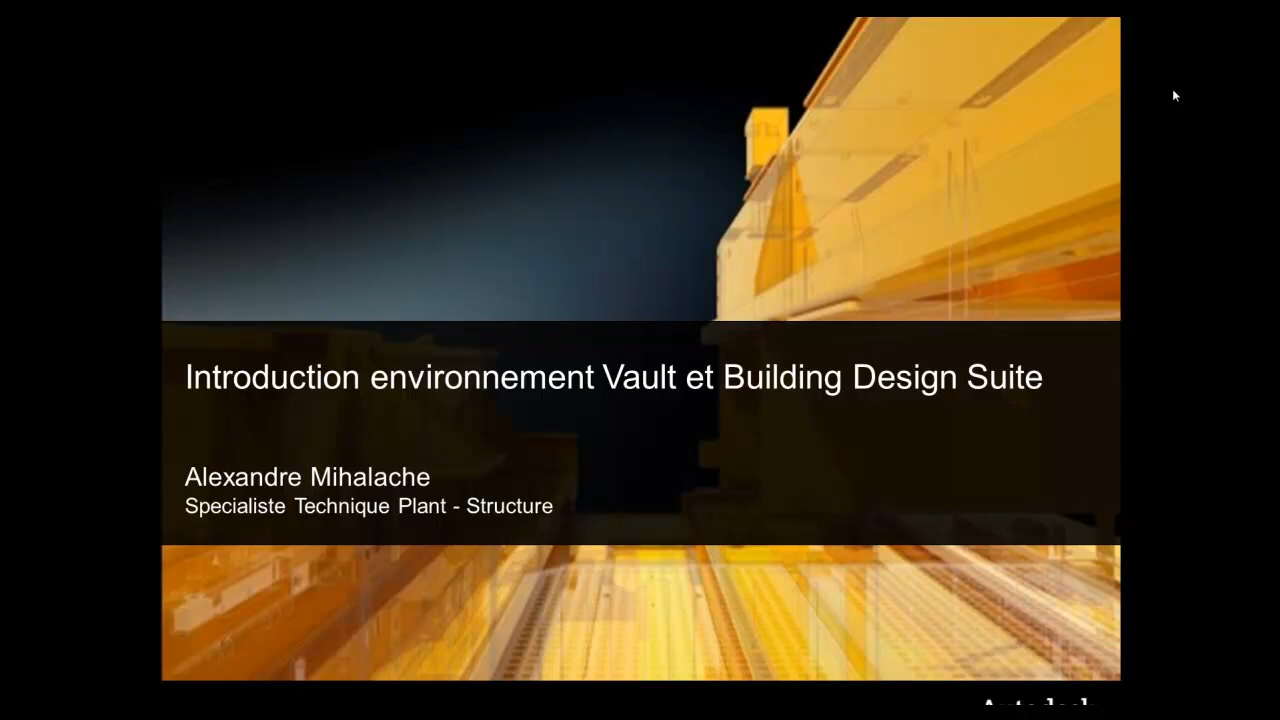 Introduction environnement Vault et Building Design Suite
Alexandre Mihalache
Specialiste Technique Plant - Structure